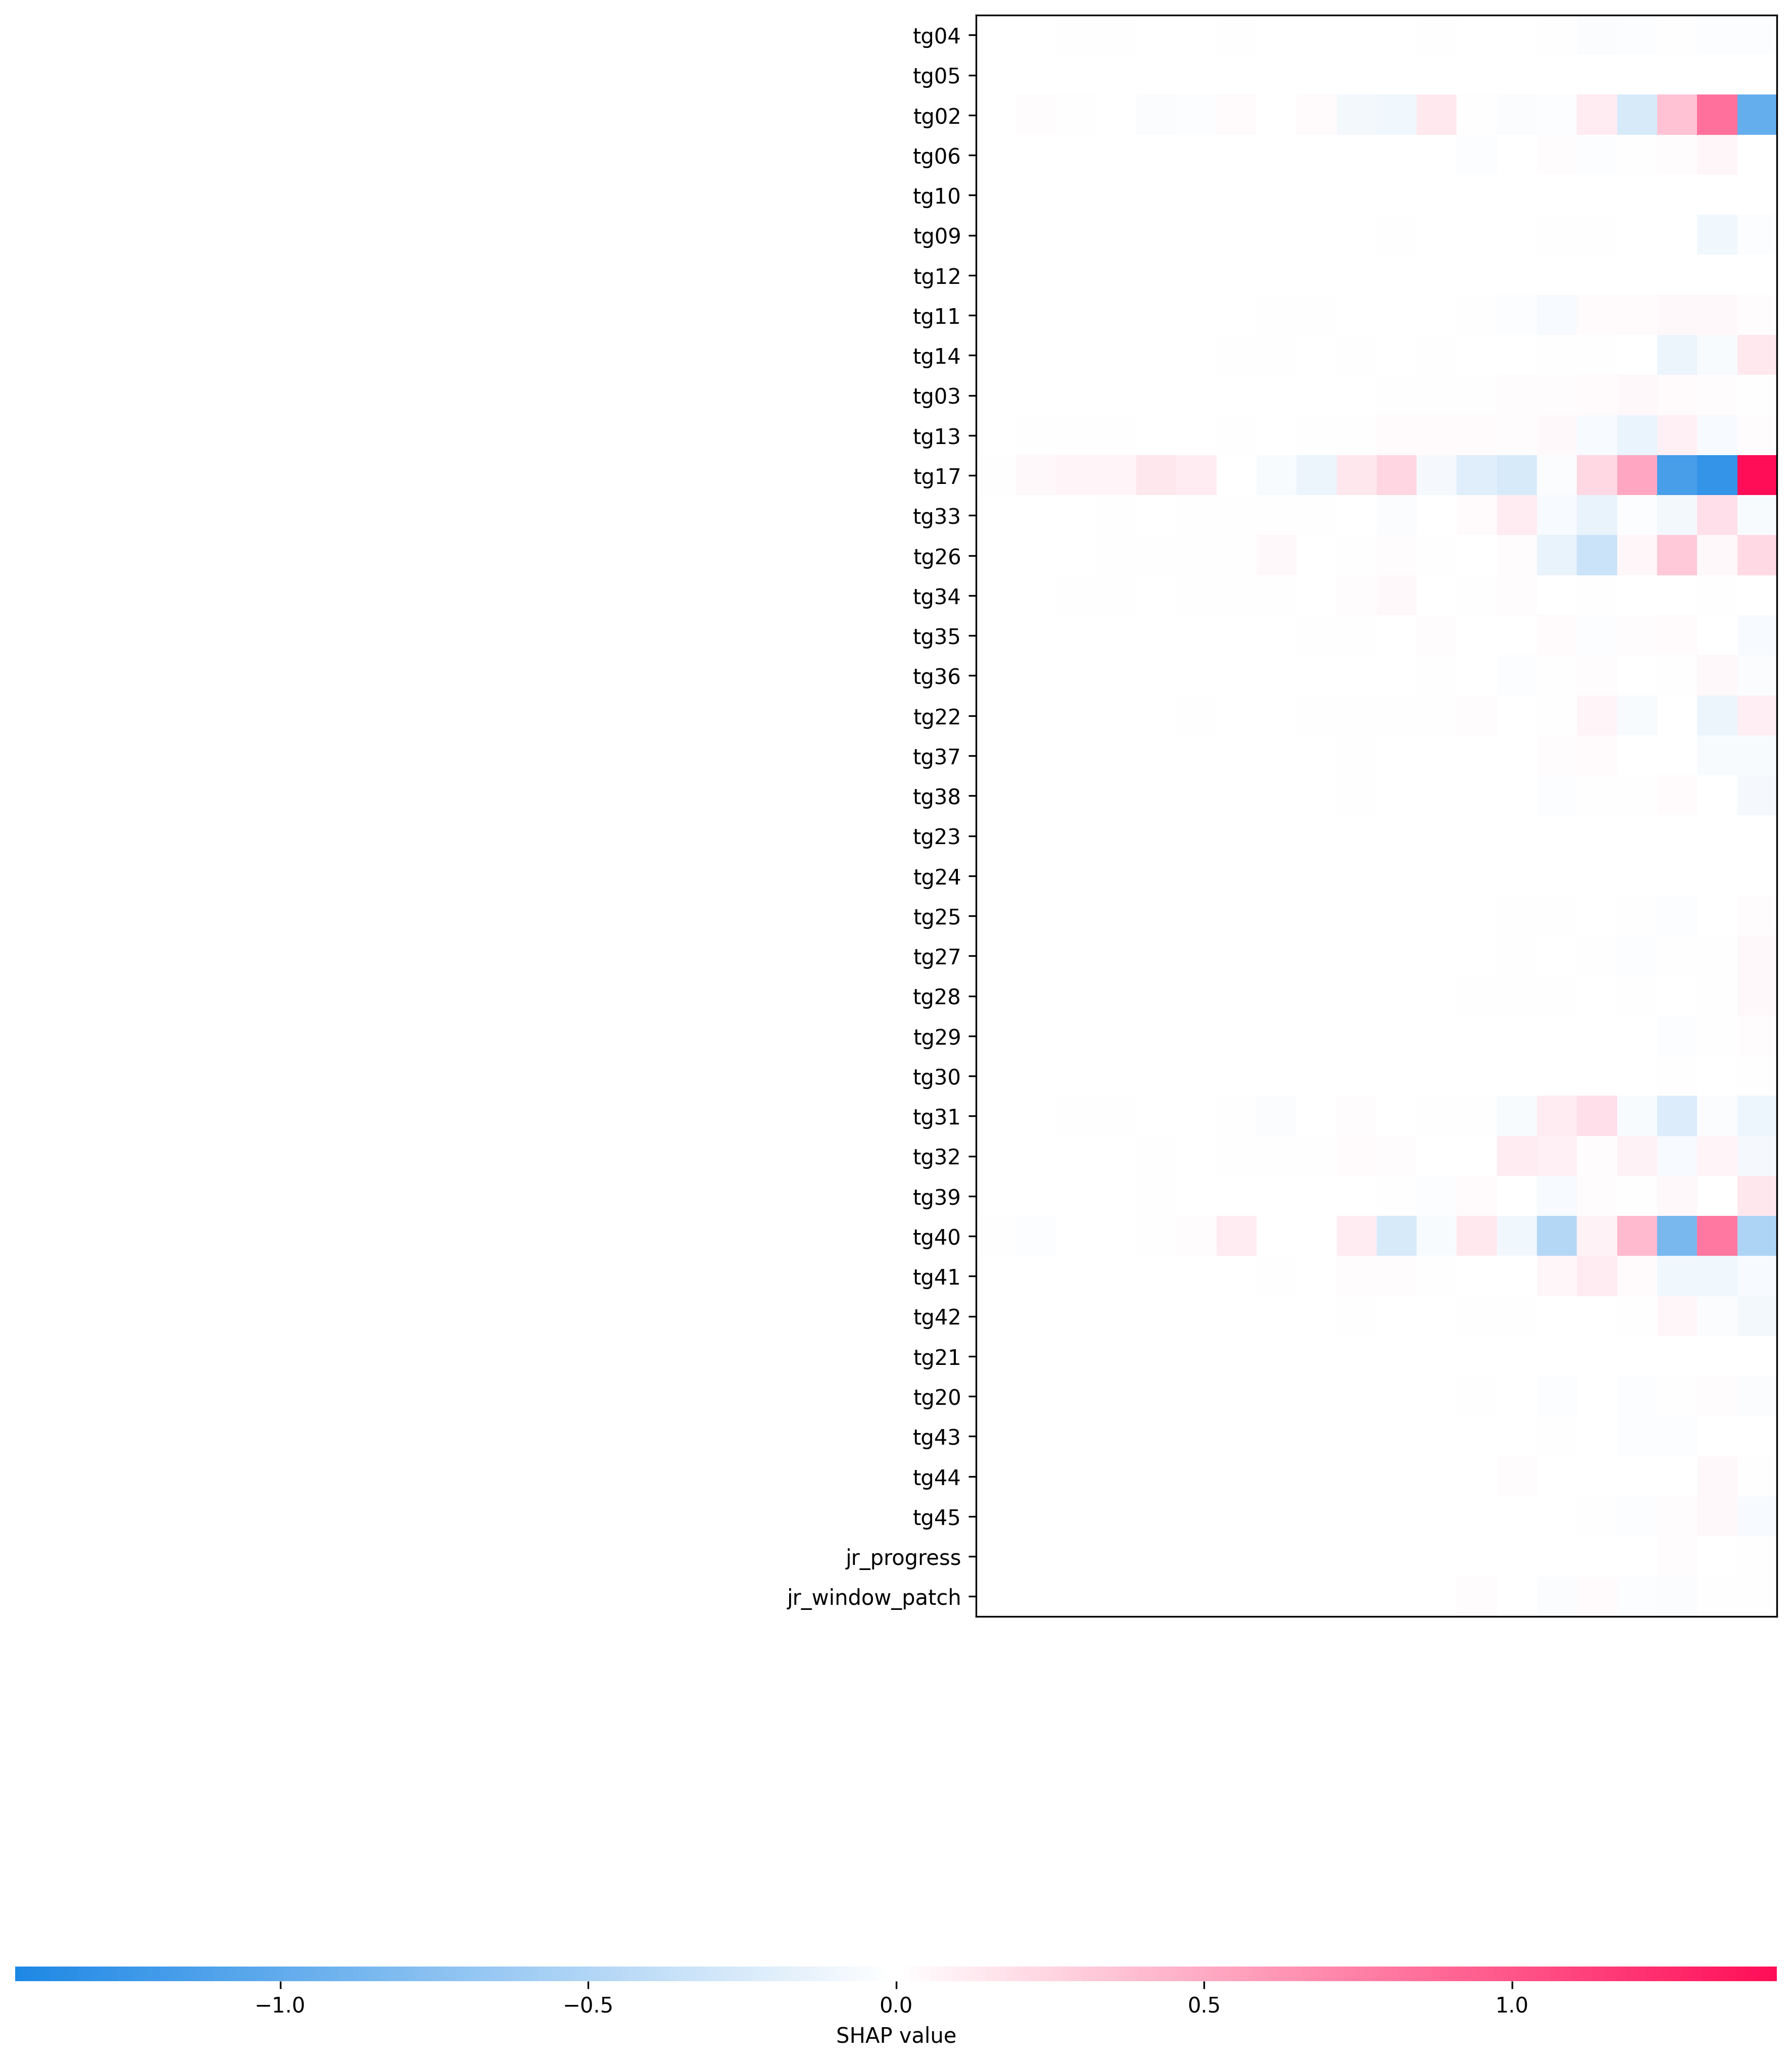 tg04
tg05
tg02
tg06
tg10
tg09
tg12
tg11
tg14
tg03
tg13
tg17
tg33
tg26
tg34
tg35
tg36
tg22
tg37
tg38
tg23
tg24
tg25
tg27
tg28
tg29
tg30
tg31
tg32
tg39
tg40
tg41
tg42
tg21
tg20
tg43
tg44
tg45
jr_progress
jr_window_patch
−1.0 −0.5 0.0 0.5 1.0
SHAP value